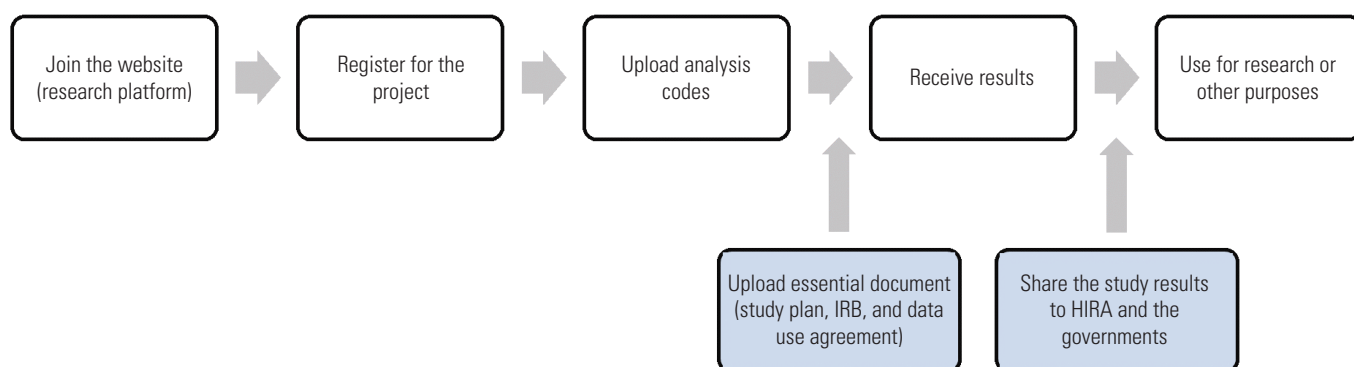 Join the website
(research platform)
Register for the
project
Upload analysis
codes
Receive results
Use for research or
other purposes
Upload essential document
(study plan, IRB, and data
use agreement)
Share the study results
to HIRA and the
governments